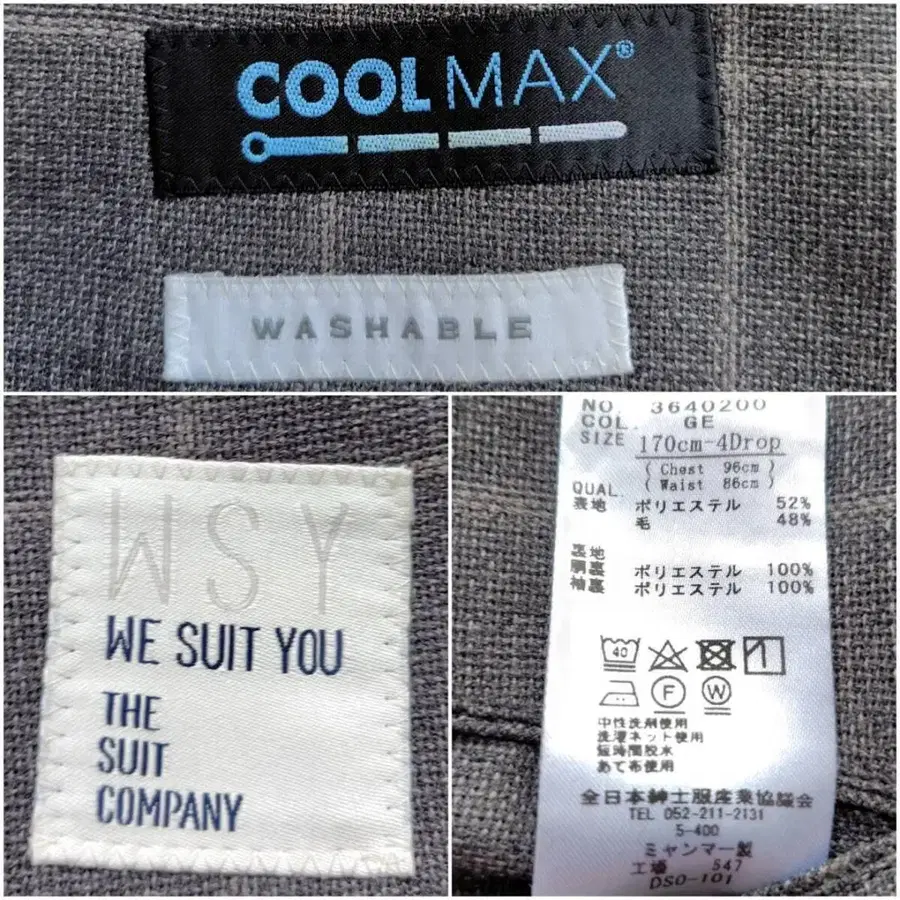 COOLMAX®
WASHABLE
WSY
WE SUIT YOU
THE
SUIT
COMPANY
NO. 3640200
COL. GE
SIZE 170cm-4Drop
( Chest 96cm )
( Waist 86cm )
QUAL.
表地 ポリエステル 52%
毛 48%
裏地
胴裏 ポリエステル 100%
袖裏 ポリエステル 100%
40
F W
中性洗剤使用
洗濯ネット使用
短時間脱水
あて布使用
全日本紳士服産業協議会
TEL 052-211-2131
5-400
ミャンマー製
工場 547
DSO-101